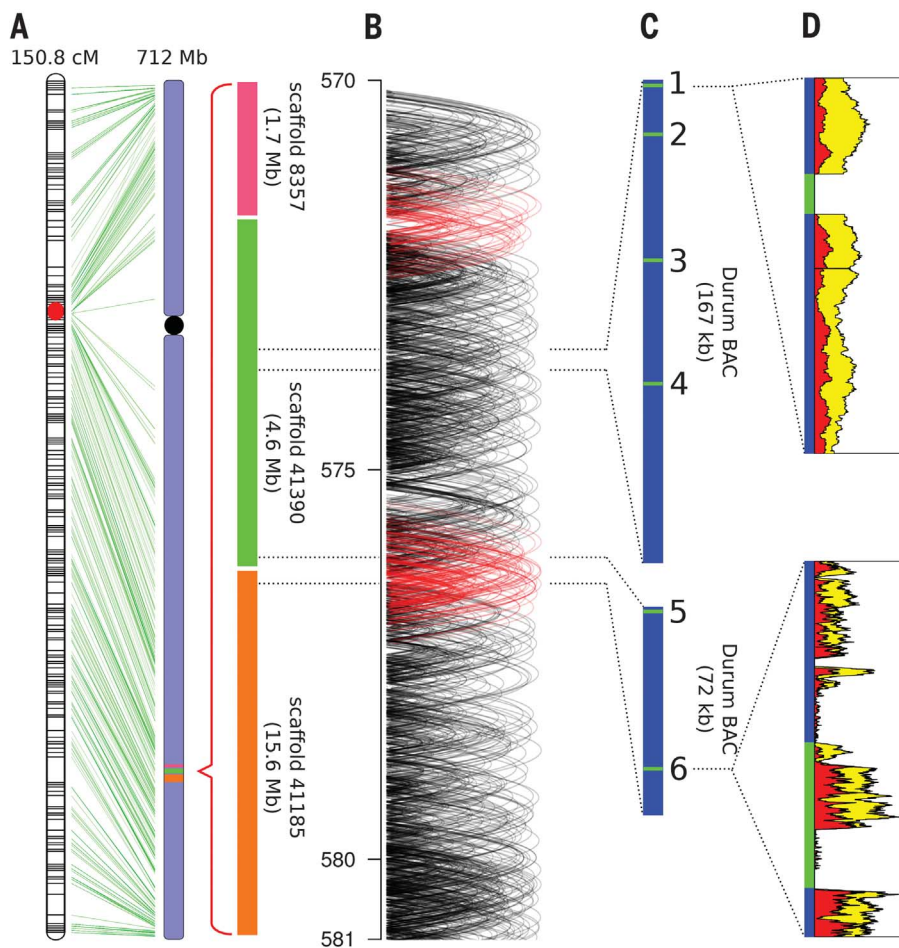 A
B
C
D
150.8 cM
712 Mb
scaffold 8357
(1.7 Mb)
scaffold 41390
(4.6 Mb)
scaffold 41185
(15.6 Mb)
570
575
580
581
1
2
3
4
Durum BAC
(167 kb)
5
6
Durum BAC
(72 kb)